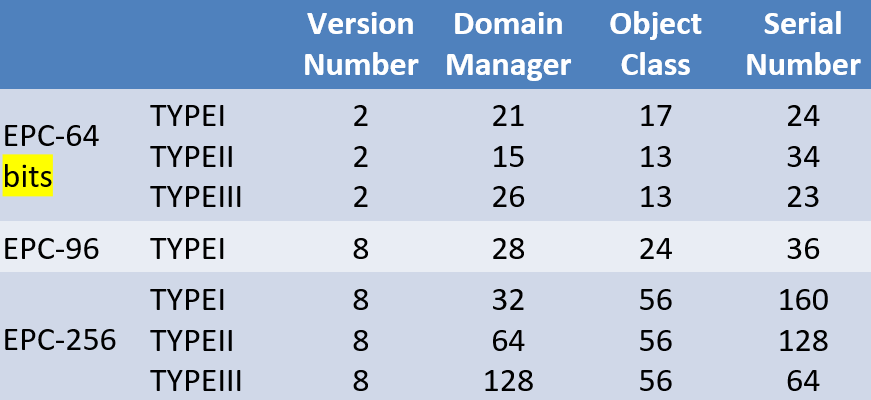 Version Number Domain Manager Object Class Serial Number
EPC-64 bits
TYPEI 2 21 17 24
TYPEII 2 15 13 34
TYPEIII 2 26 13 23
EPC-96 TYPEI 8 28 24 36
EPC-256
TYPEI 8 32 56 160
TYPEII 8 64 56 128
TYPEIII 8 128 56 64